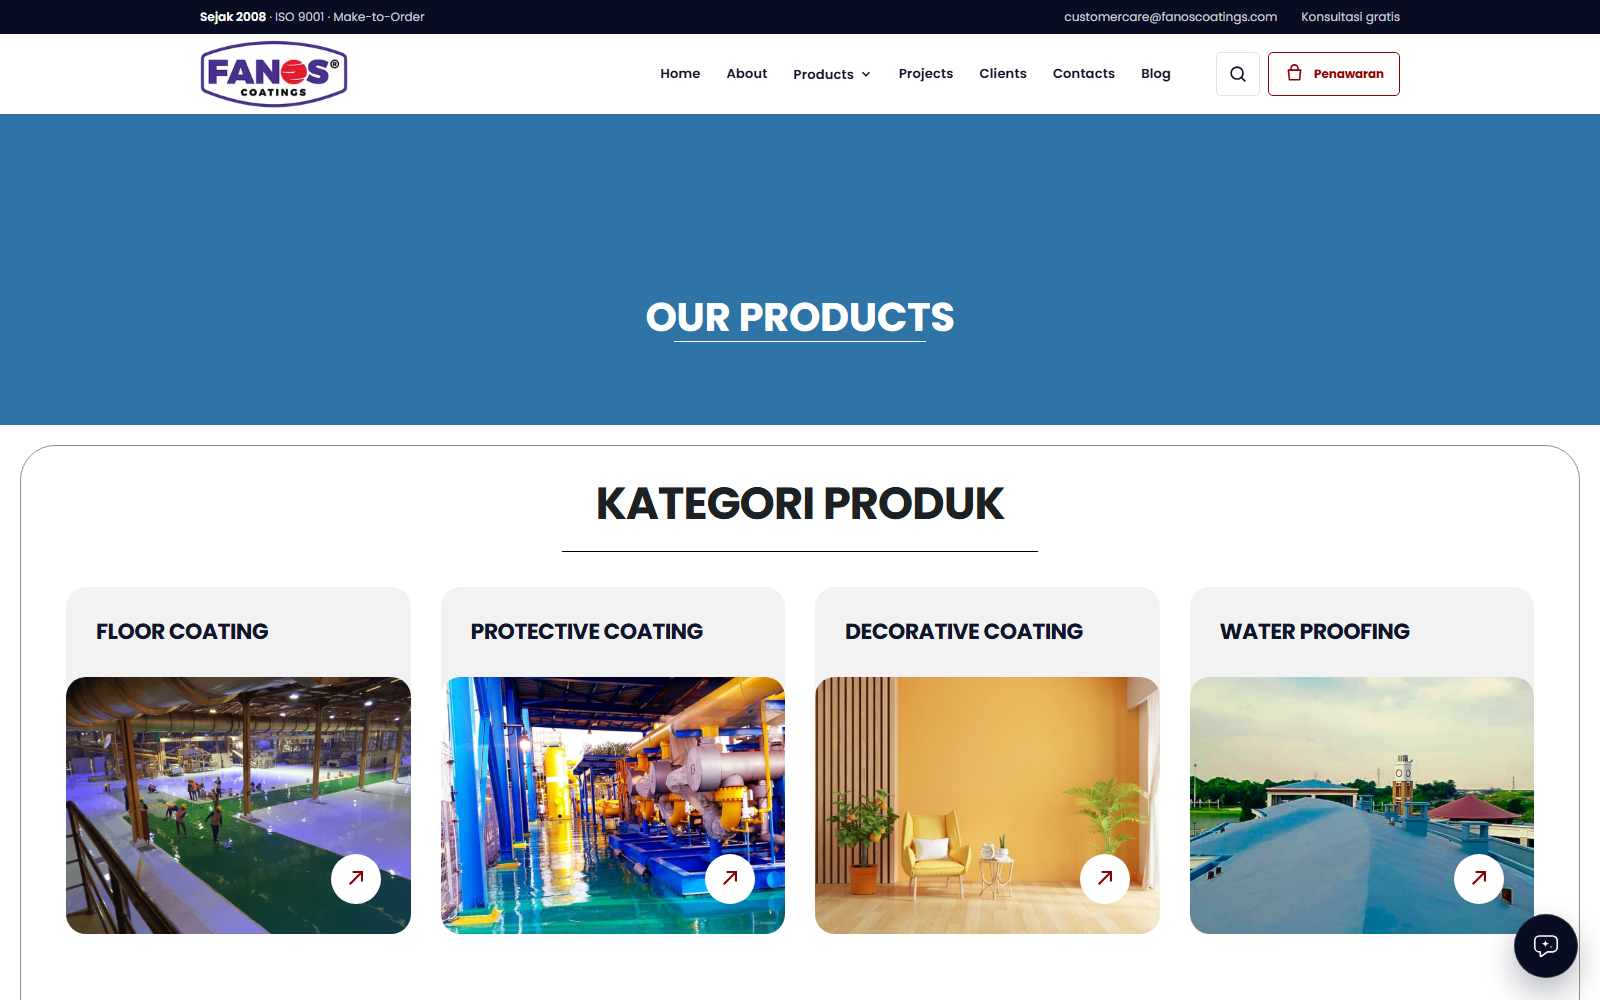 Sejak 2008 · ISO 9001 · Make-to-Order
customercare@fanoscoatings.com
Konsultasi gratis
FANOS®
COATINGS
Home
About
Products
Projects
Clients
Contacts
Blog
Penawaran
OUR PRODUCTS
KATEGORI PRODUK
FLOOR COATING
PROTECTIVE COATING
DECORATIVE COATING
WATER PROOFING